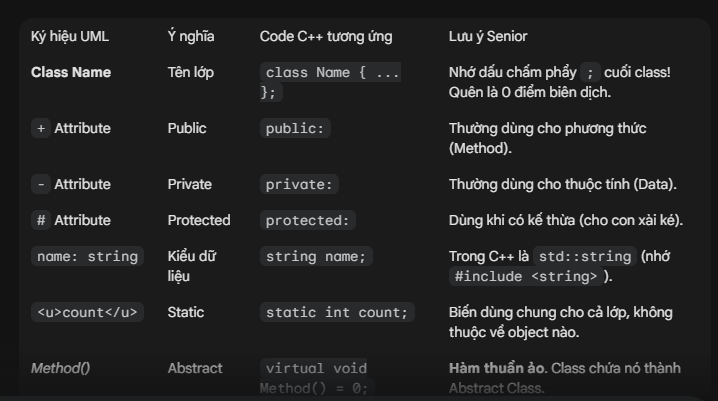 Ký hiệu UML Ý nghĩa Code C++ tương ứng Lưu ý Senior
Class Name Tên lớp class Name { ... Nhớ dấu chấm phẩy ; cuối class!
}; Quên là 0 điểm biên dịch.
+ Attribute Public public: Thường dùng cho phương thức
(Method).
- Attribute Private private: Thường dùng cho thuộc tính (Data).
# Attribute Protected protected: Dùng khi có kế thừa (cho con xài ké).
name: string Kiểu dữ string name; Trong C++ là std::string (nhớ
liệu #include <string> ).
<u>count</u> Static static int count; Biến dùng chung cho cả lớp, không
thuộc về object nào.
Method() Abstract virtual void Hàm thuần ảo. Class chứa nó thành
Method() = 0; Abstract Class.